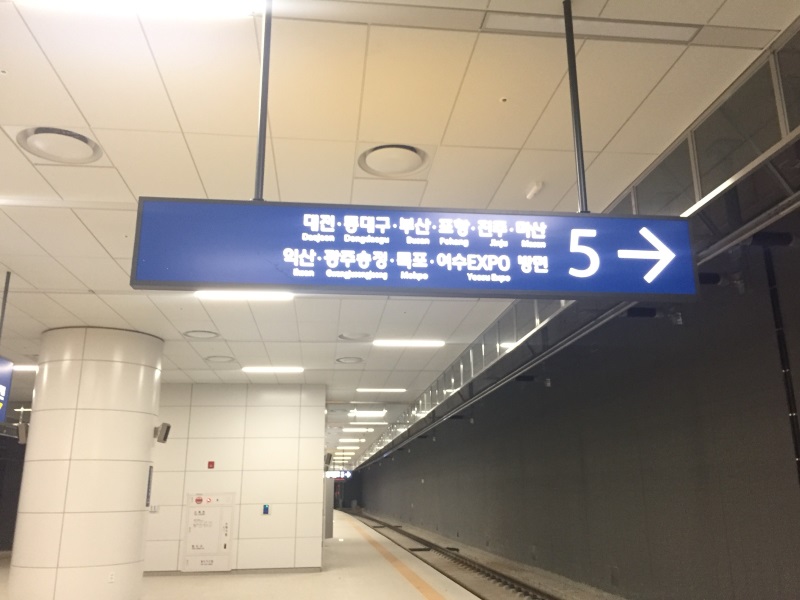 대전·동대구·부산·포항·진주·마산
Daejeon Dongdaegu Busan Pohang Jinju Masan
익산·광주송정·목포·여수EXPO 방면
Iksan Gwangjusongjeong Mokpo Yeosu Expo
5